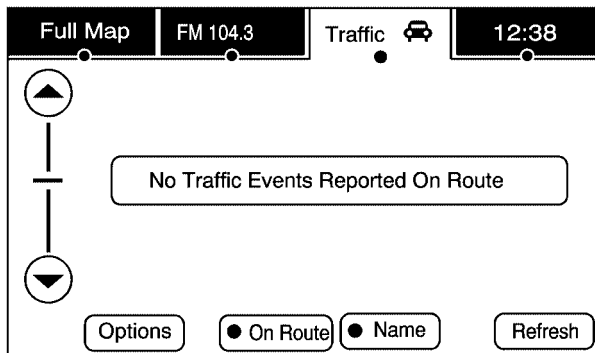 Full Map FM 104.3 Traffic 12:38
No Traffic Events Reported On Route
Options On Route Name Refresh